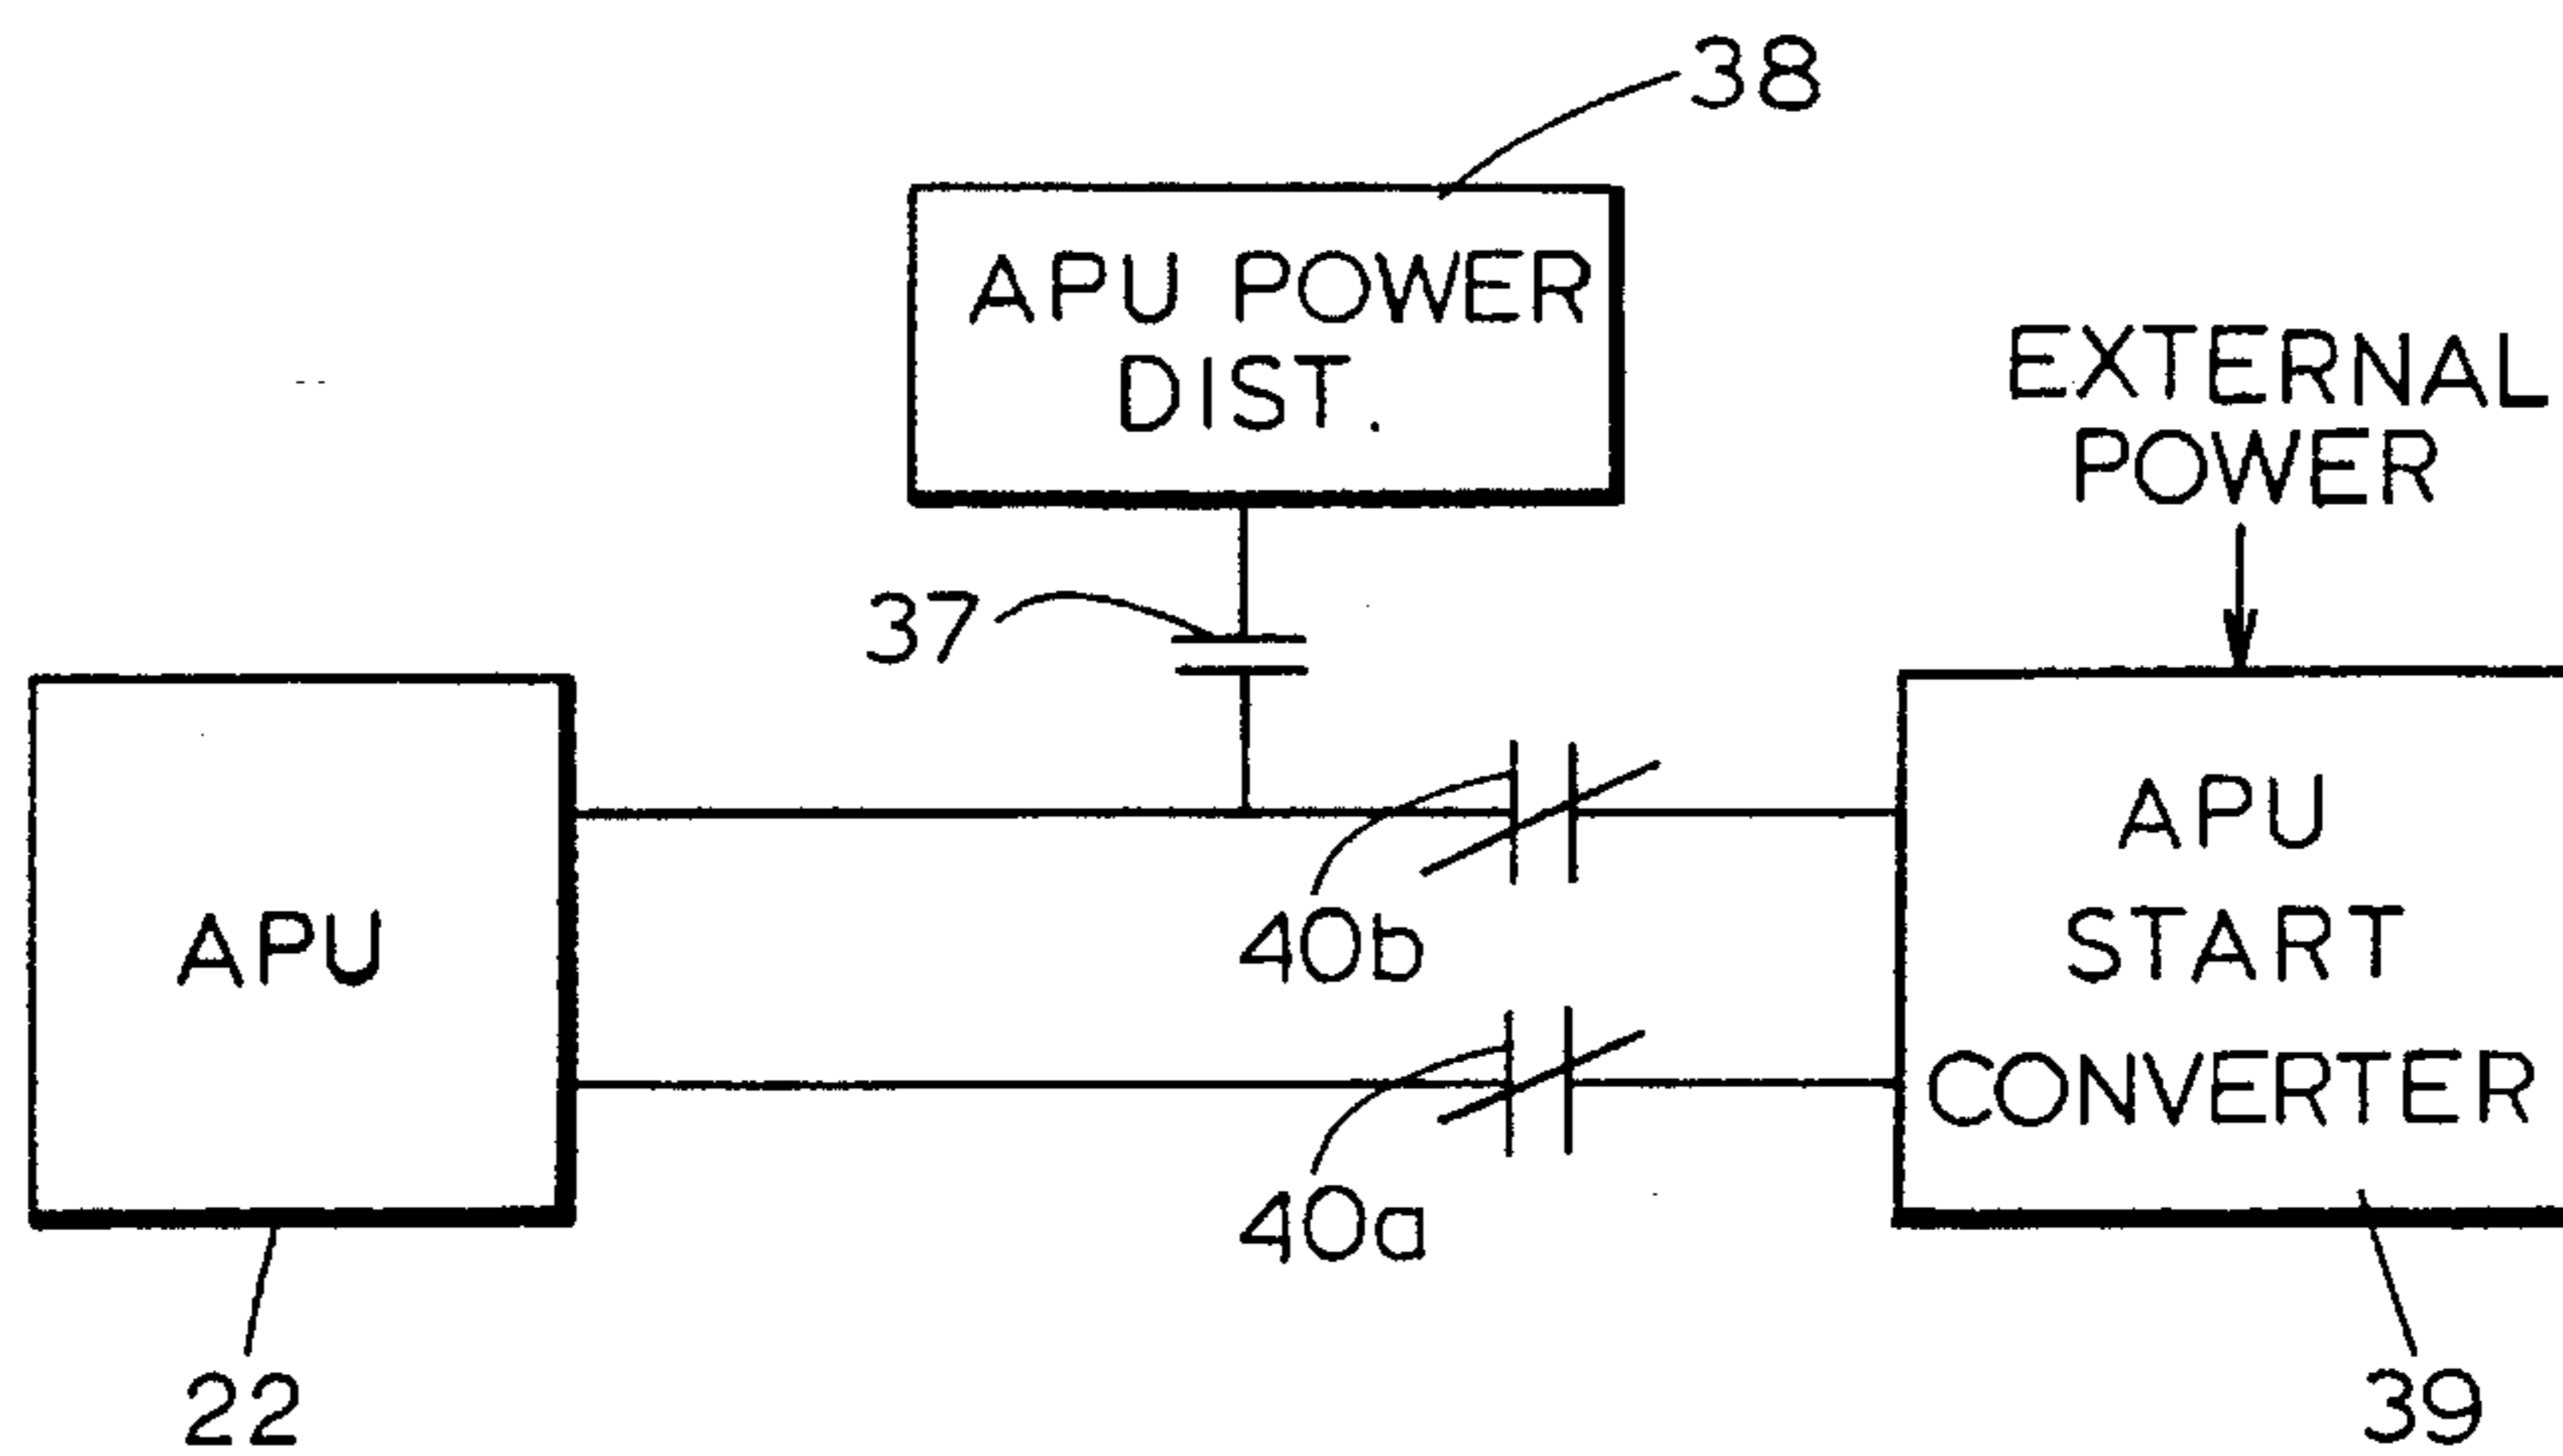 38
APU POWER
DIST.
EXTERNAL
POWER
37
APU
40b
APU
START
CONVERTER
40a
22
39